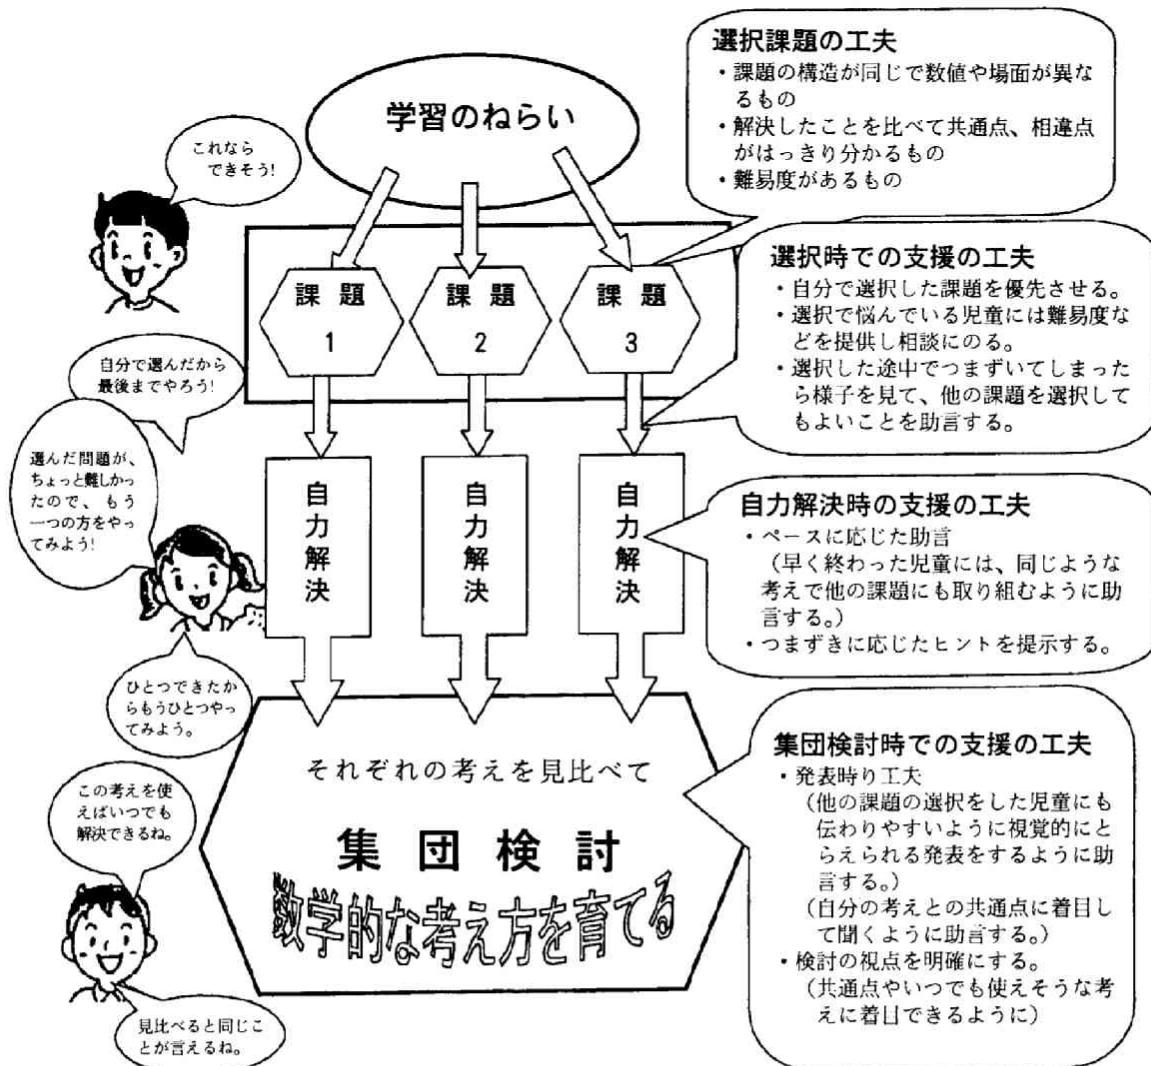 学習のねらい
これなら
できそう!
課題
1
課題
2
課題
3
自分で選んだから
最後までやろう!
選んだ問題が、
ちょっと難しかっ
たので、もう
一つの方をやっ
てみよう!
自力解決
自力解決
自力解決
ひとつできたか
らもうひとつやっ
てみよう。
それぞれの考えを見比べて
集団検討
数学的な考え方を育てる
この考えを使
えばいつでも
解決できるね。
見比べると同じこ
とが言えるね。
選択課題の工夫
・課題の構造が同じで数値や場面が異な
るもの
・解決したことを比べて共通点、相違点
がはっきり分かるもの
・難易度があるもの
選択時での支援の工夫
・自分で選択した課題を優先させる。
・選択で悩んでいる児童には難易度な
どを提供し相談にのる。
・選択した途中でつまずいてしまった
ら様子を見て、他の課題を選択して
もよいことを助言する。
自力解決時の支援の工夫
・ペースに応じた助言
(早く終わった児童には、同じような
考えで他の課題にも取り組むように助
言する。)
・つまずきに応じたヒントを提示する。
集団検討時での支援の工夫
・発表時り工夫
(他の課題の選択をした児童にも
伝わりやすいように視覚的にと
らえられる発表をするように助
言する。)
(自分の考えとの共通点に着目し
て聞くように助言する。)
・検討の視点を明確にする。
(共通点やいつでも使えそうな考
えに着目できるように)